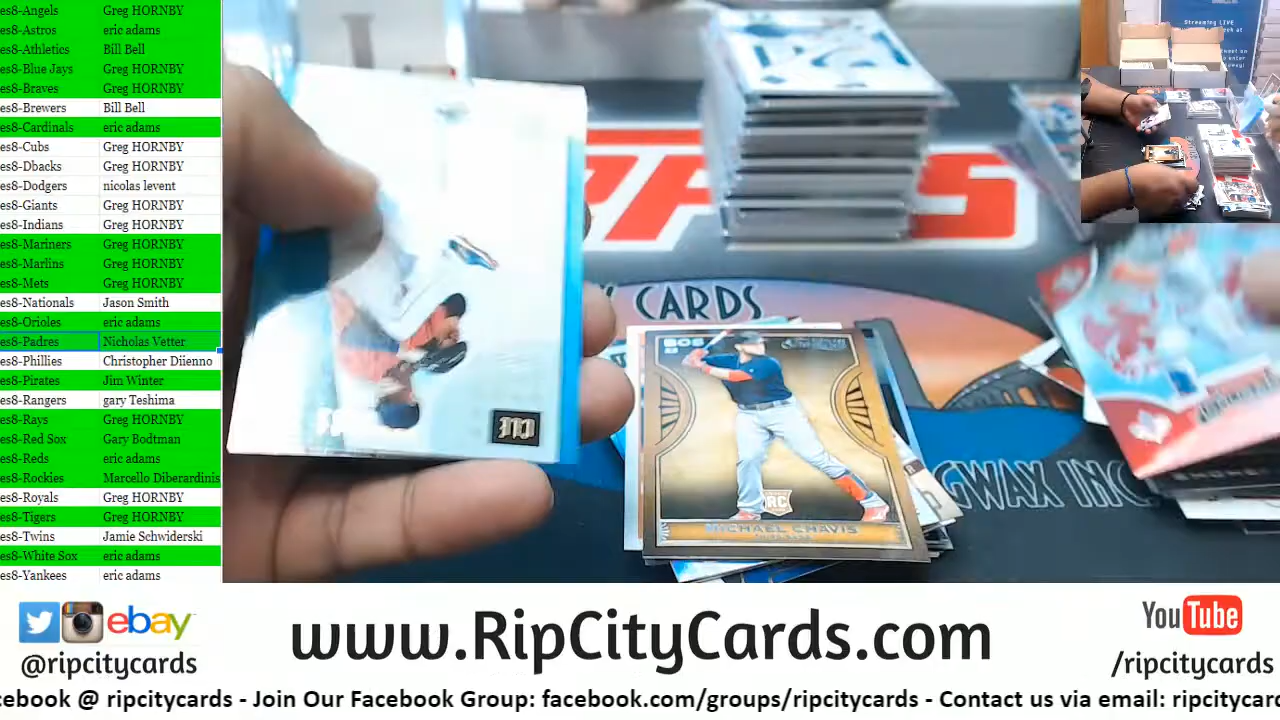 es8-Angels Greg HORNBY
es8-Astros eric adams
es8-Athletics Bill Bell
es8-Blue Jays Greg HORNBY
es8-Braves Greg HORNBY
es8-Brewers Bill Bell
es8-Cardinals eric adams
es8-Cubs Greg HORNBY
es8-Dbacks Greg HORNBY
es8-Dodgers nicolas levent
es8-Giants Greg HORNBY
es8-Indians Greg HORNBY
es8-Mariners Greg HORNBY
es8-Marlins Greg HORNBY
es8-Mets Greg HORNBY
es8-Nationals Jason Smith
es8-Orioles eric adams
es8-Padres Nicholas Vetter
es8-Phillies Christopher Diienno
es8-Pirates Jim Winter
es8-Rangers gary Teshima
es8-Rays Greg HORNBY
es8-Red Sox Gary Bodtman
es8-Reds eric adams
es8-Rockies Marcello Diberardinis
es8-Royals Greg HORNBY
es8-Tigers Greg HORNBY
es8-Twins Jamie Schwiderski
es8-White Sox eric adams
es8-Yankees eric adams
Streaming LIVE
CARDS
GWAX INC
BOS
RC
MICHAEL CHAVIS
m
ebay
@ripcitycards
www.RipCityCards.com
YouTube
/ripcitycards
cebook @ ripcitycards - Join Our Facebook Group: facebook.com/groups/ripcitycards - Contact us via email: ripcitycar